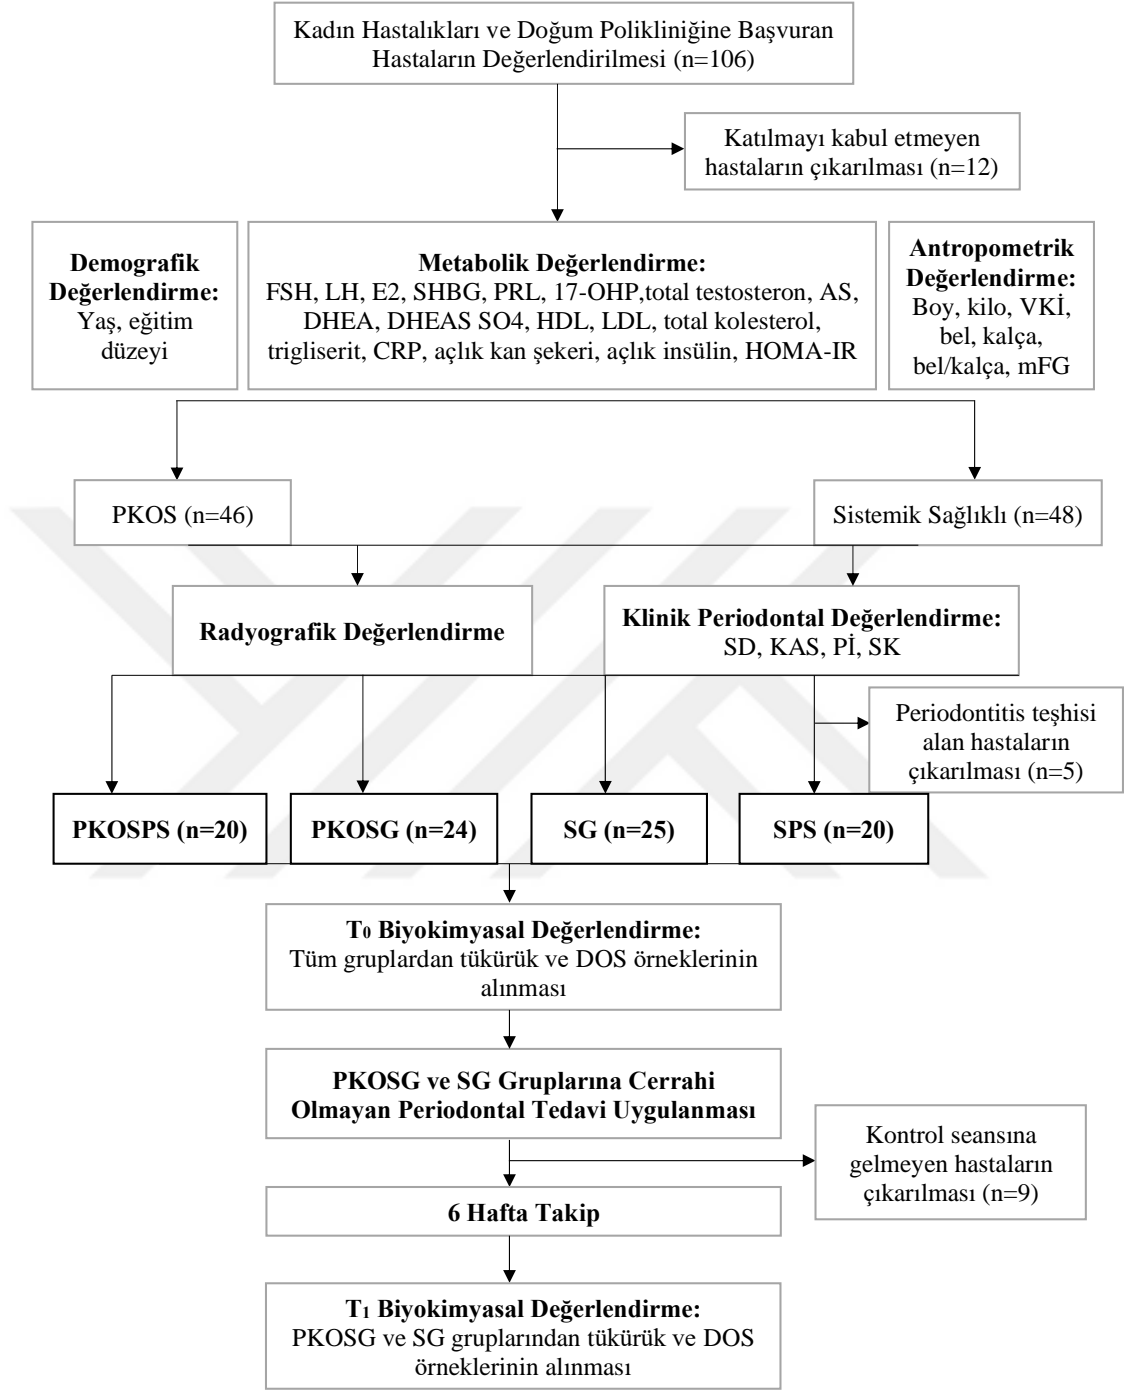 Kadın Hastalıkları ve Doğum Polikliniğine Başvuran
Hastaların Değerlendirilmesi (n=106)
Katılmayı kabul etmeyen
hastaların çıkarılması (n=12)
Demografik
Değerlendirme:
Yaş, eğitim
düzeyi
Metabolik Değerlendirme:
FSH, LH, E2, SHBG, PRL, 17-OHP,total testosteron, AS,
DHEA, DHEAS SO4, HDL, LDL, total kolesterol,
trigliserit, CRP, açlık kan şekeri, açlık insülin, HOMA-IR
Antropometrik
Değerlendirme:
Boy, kilo, VKİ,
bel, kalça,
bel/kalça, mFG
PKOS (n=46)
Sistemik Sağlıklı (n=48)
Radyografik Değerlendirme
Klinik Periodontal Değerlendirme:
SD, KAS, Pİ, SK
Periodontitis teşhisi
alan hastaların
çıkarılması (n=5)
PKOSPS (n=20)
PKOSG (n=24)
SG (n=25)
SPS (n=20)
T0 Biyokimyasal Değerlendirme:
Tüm gruplardan tükürük ve DOS örneklerinin
alınması
PKOSG ve SG Gruplarına Cerrahi
Olmayan Periodontal Tedavi Uygulanması
Kontrol seansına
gelmeyen hastaların
çıkarılması (n=9)
6 Hafta Takip
T1 Biyokimyasal Değerlendirme:
PKOSG ve SG gruplarından tükürük ve DOS
örneklerinin alınması